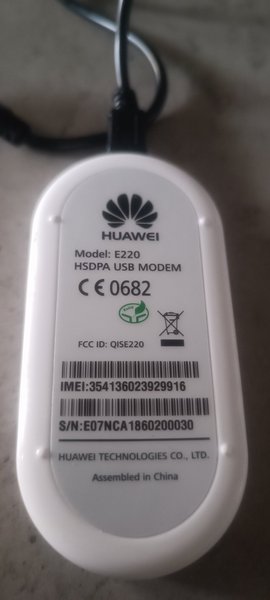 HUAWEI
Model: E220
HSDPA USB MODEM
CE 0682
FCC ID: QISE220
IMEI:354136023929916
S/N:E07NCA1860200030
HUAWEI TECHNOLOGIES CO., LTD.
Assembled in China